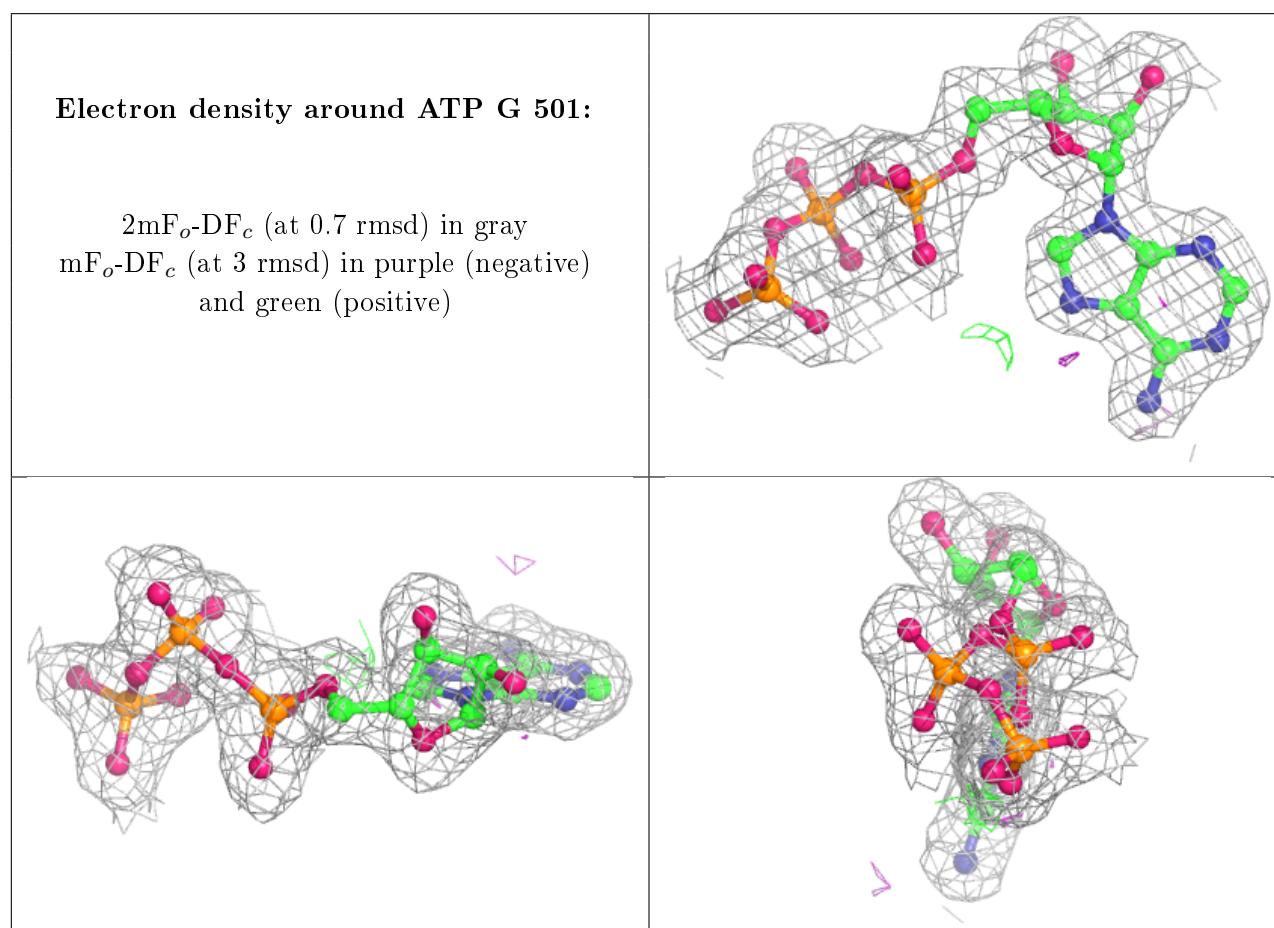 Electron density around ATP G 501:
2mFo-DFc (at 0.7 rmsd) in gray
mFo-DFc (at 3 rmsd) in purple (negative)
and green (positive)